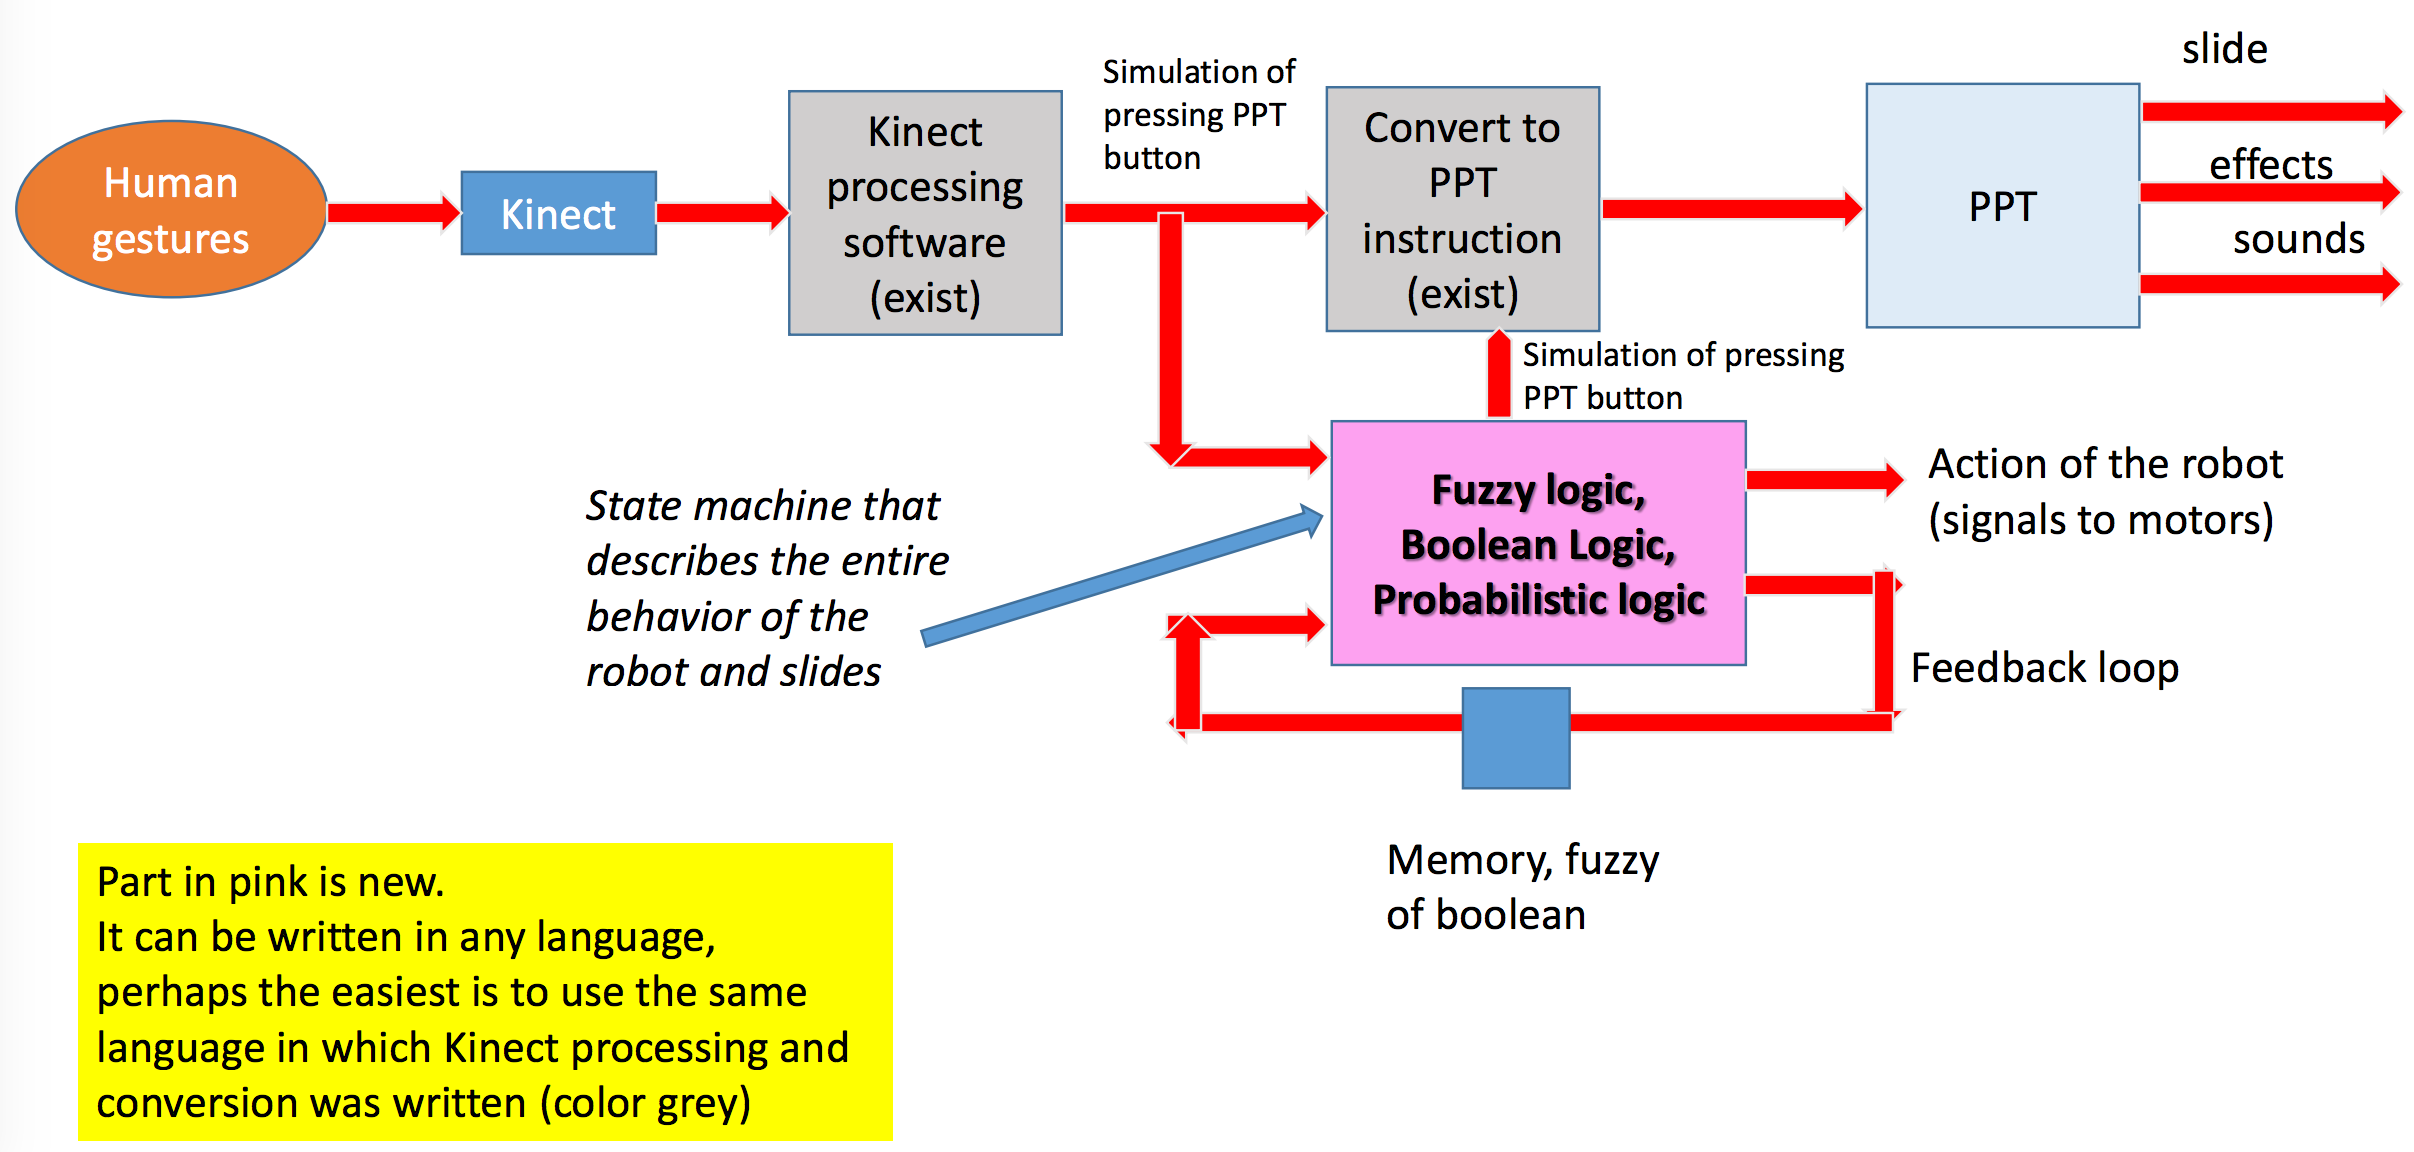 Human
gestures
Kinect
Kinect
processing
software
(exist)
Simulation of
pressing PPT
button
Convert to
PPT
instruction
(exist)
PPT
slide
effects
sounds
Simulation of pressing
PPT button
State machine that
describes the entire
behavior of the
robot and slides
Fuzzy logic,
Boolean Logic,
Probabilistic logic
Action of the robot
(signals to motors)
Feedback loop
Memory, fuzzy
of boolean
Part in pink is new.
It can be written in any language,
perhaps the easiest is to use the same
language in which Kinect processing and
conversion was written (color grey)